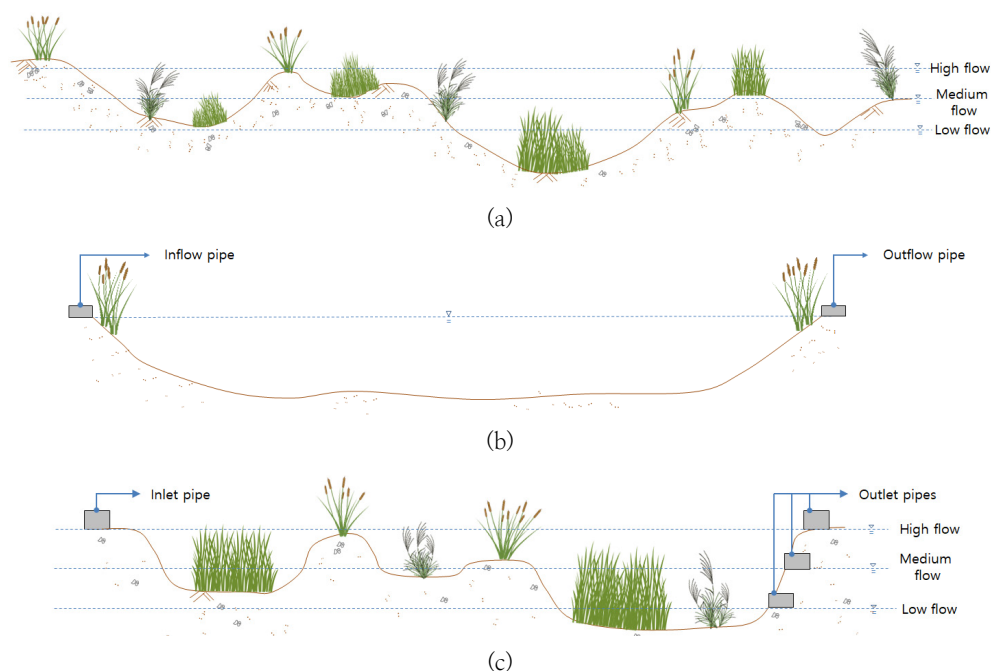 High flow
Medium
flow
Low flow
(a)
Inflow pipe
Outflow pipe
(b)
Inlet pipe
Outlet pipes
High flow
Medium
flow
Low flow
(c)